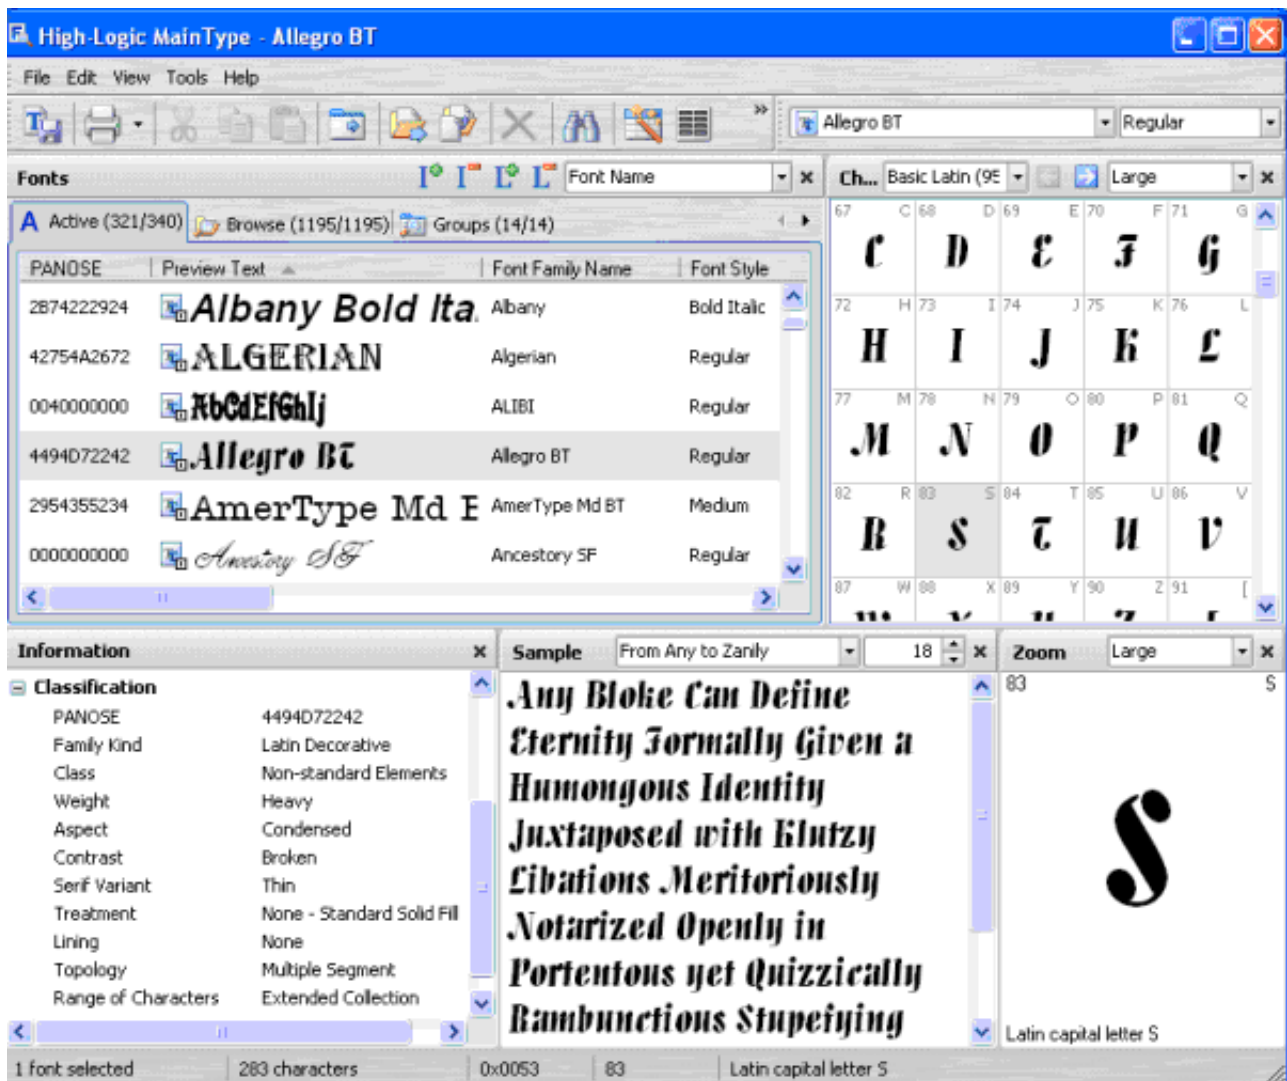 High-Logic MainType - Allegro BT
File Edit View Tools Help
Allegro BT Regular
Fonts Font Name
Ch... Basic Latin (95 Large
Active (321/340) Browse (1195/1195) Groups (14/14)
PANOSE Preview Text Font Family Name Font Style
2B74222924 Albany Bold Ita Albany Bold Italic
42754A2672 ALGERIAN Algerian Regular
0040000000 AbCdEfGhIj ALIBI Regular
4494D72242 Allegro BT Allegro BT Regular
2954355234 AmerType Md B AmerType Md BT Medium
0000000000 Ancestory SF Ancestory SF Regular
67 C 68 D 69 E 70 F 71 G
C D E F G
72 H 73 I 74 J 75 K 76 L
H I J K L
77 M 78 N 79 O 80 P 81 Q
M N O P Q
82 R 83 S 84 T 85 U 86 V
R S T U V
87 W 88 X 89 Y 90 Z 91 [
Information
Classification
PANOSE 4494D72242
Family Kind Latin Decorative
Class Non-standard Elements
Weight Heavy
Aspect Condensed
Contrast Broken
Serif Variant Thin
Treatment None - Standard Solid Fill
Lining None
Topology Multiple Segment
Range of Characters Extended Collection
Sample From Any to Zanily 18
Any Bloke Can Define
Eternity Formally Given a
Humongous Identity
Juxtaposed with Klutzy
Libations Meritoriously
Notarized Openly in
Portentous yet Quizzically
Rambunctious Stupefying
Zoom Large
83 S
S
Latin capital letter S
1 font selected 283 characters 0x0053 83 Latin capital letter S